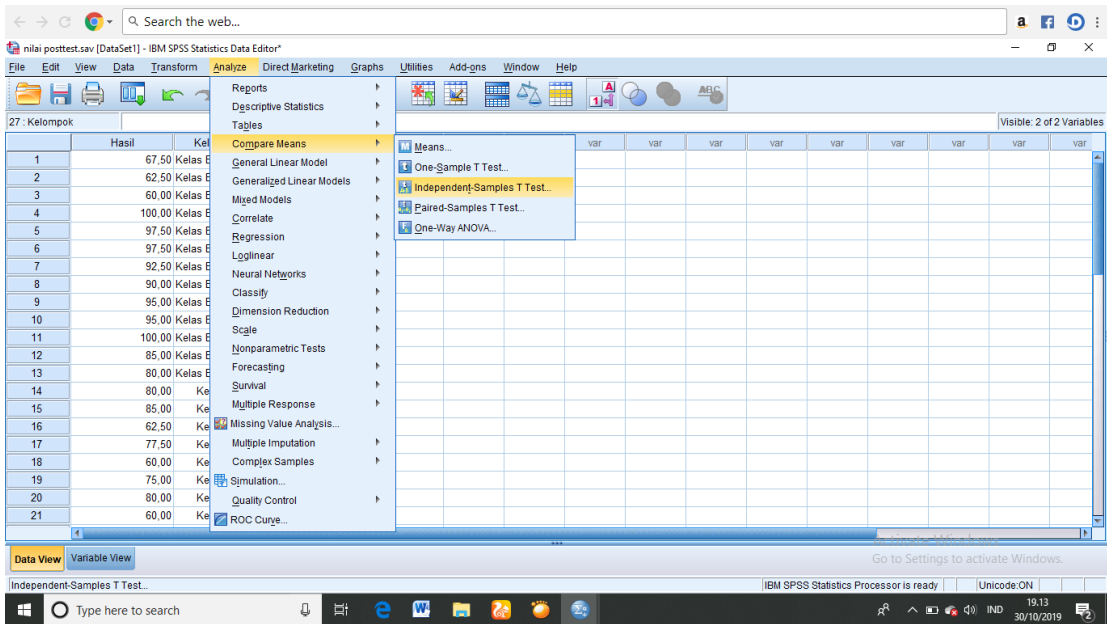 Search the web...
a
nilai posttest.sav [DataSet1] - IBM SPSS Statistics Data Editor*
File Edit View Data Transform Analyze Direct Marketing Graphs Utilities Add-ons Window Help
27 : Kelompok
Visible: 2 of 2 Variables
Hasil Kel var var var var var var var var var
1 67,50 Kelas E
2 62,50 Kelas E
3 60,00 Kelas E
4 100,00 Kelas E
5 97,50 Kelas E
6 97,50 Kelas E
7 92,50 Kelas E
8 90,00 Kelas E
9 95,00 Kelas E
10 95,00 Kelas E
11 100,00 Kelas E
12 85,00 Kelas E
13 80,00 Kelas E
14 80,00 Ke
15 85,00 Ke
16 62,50 Ke
17 77,50 Ke
18 60,00 Ke
19 75,00 Ke
20 80,00 Ke
21 60,00 Ke
Reports
Descriptive Statistics
Tables
Compare Means
General Linear Model
Generalized Linear Models
Mixed Models
Correlate
Regression
Loglinear
Neural Networks
Classify
Dimension Reduction
Scale
Nonparametric Tests
Forecasting
Survival
Multiple Response
Missing Value Analysis...
Multiple Imputation
Complex Samples
Simulation...
Quality Control
ROC Curve...
Means...
One-Sample T Test...
Independent-Samples T Test...
Paired-Samples T Test...
One-Way ANOVA...
Data View Variable View
Go to Settings to activate Windows.
Independent-Samples T Test...
IBM SPSS Statistics Processor is ready Unicode:ON
Type here to search
IND 19.13
30/10/2019